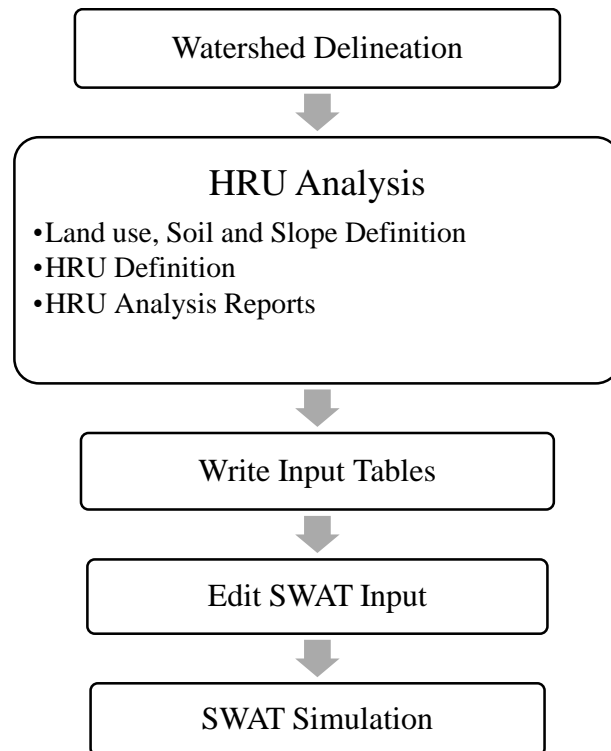 Watershed Delineation
HRU Analysis
•Land use, Soil and Slope Definition
•HRU Definition
•HRU Analysis Reports
Write Input Tables
Edit SWAT Input
SWAT Simulation